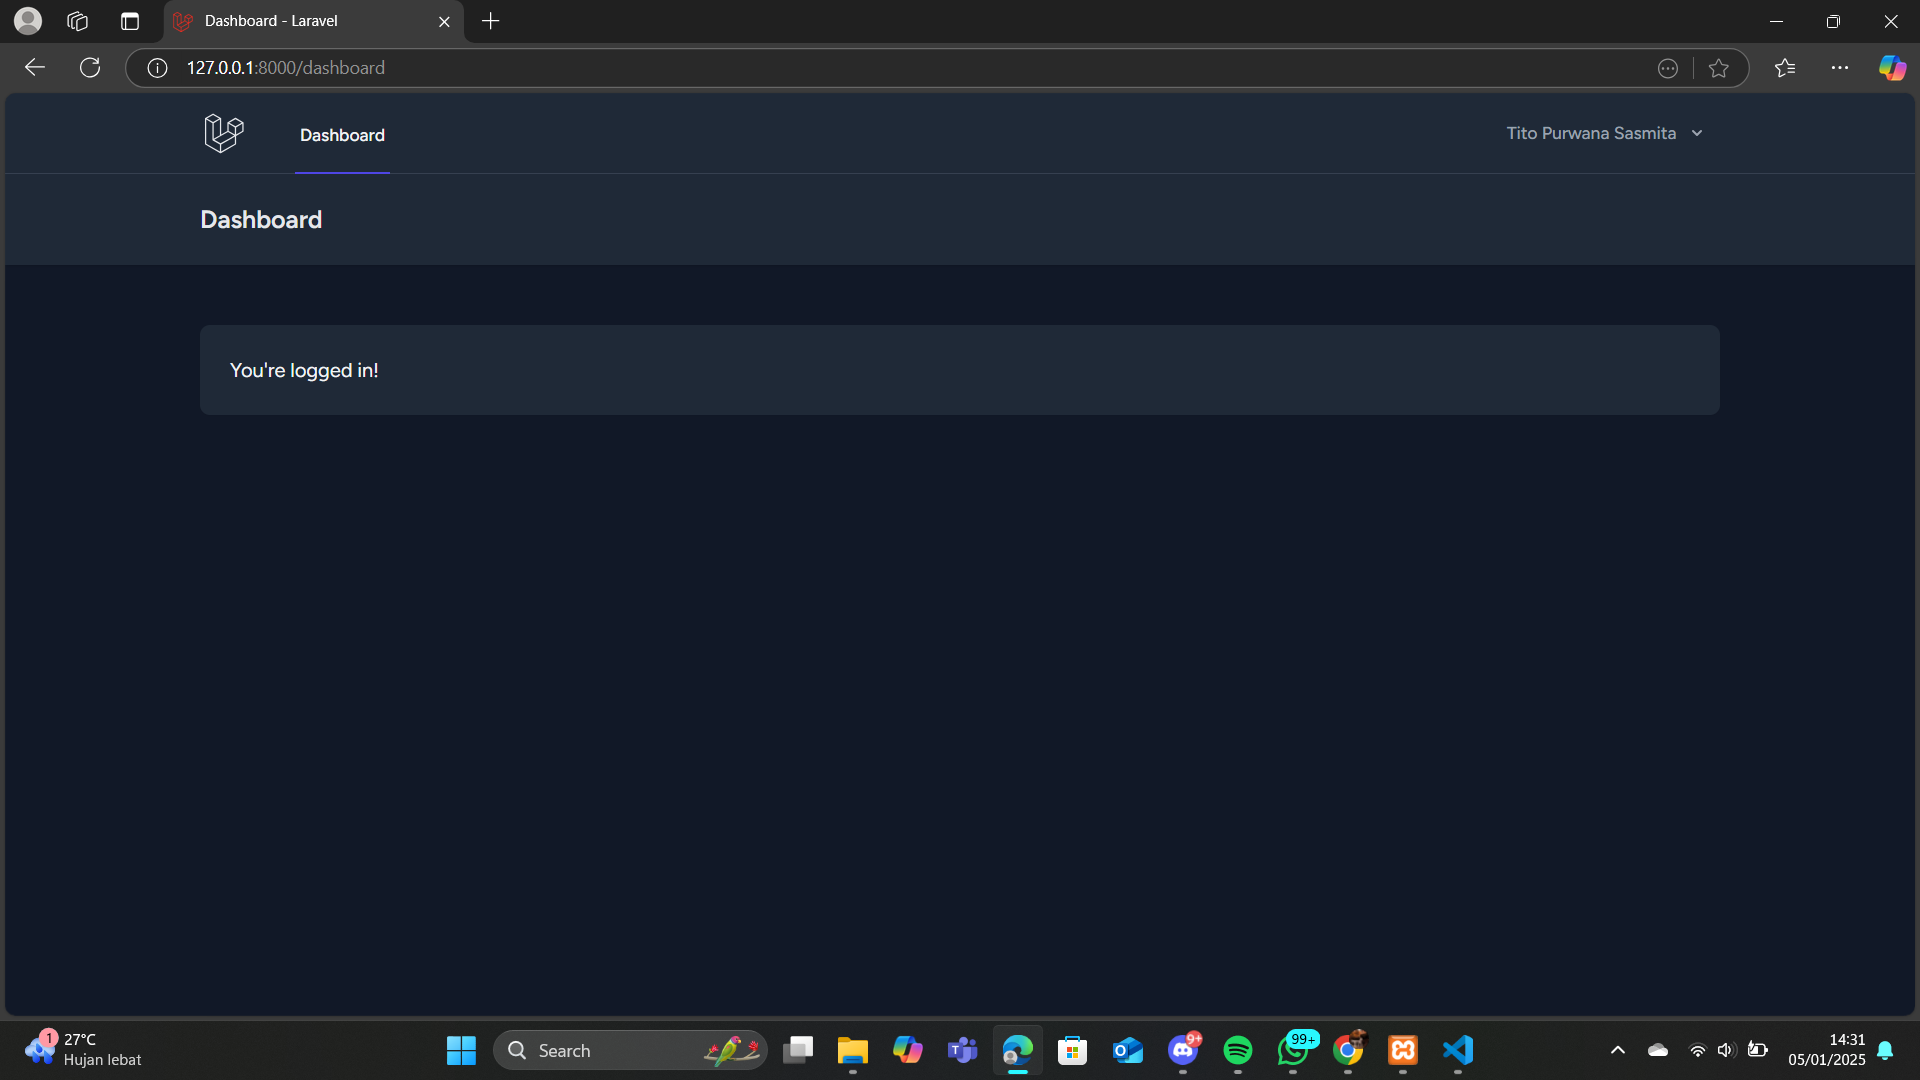 Dashboard - Laravel
127.0.0.1:8000/dashboard
Dashboard
Tito Purwana Sasmita
Dashboard
You're logged in!
1
27°C
Hujan lebat
Search
9+
99+
14:31
05/01/2025